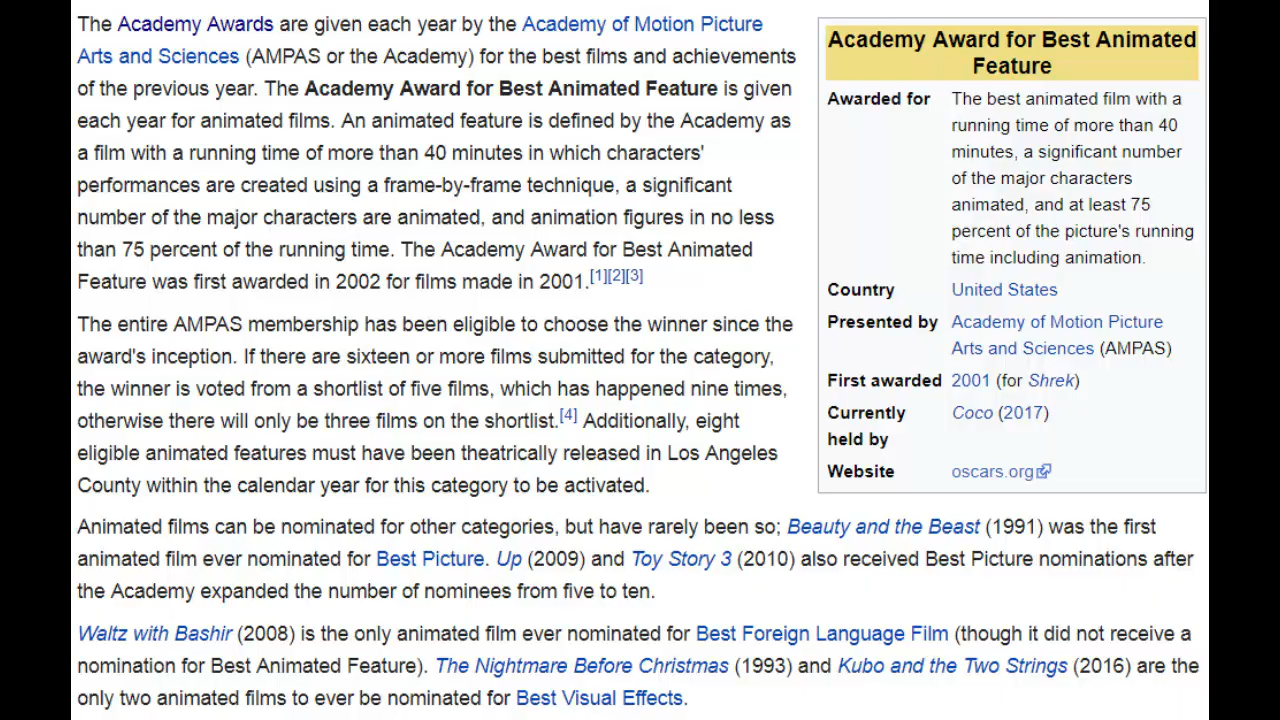 The Academy Awards are given each year by the Academy of Motion Picture
Arts and Sciences (AMPAS or the Academy) for the best films and achievements
of the previous year. The Academy Award for Best Animated Feature is given
each year for animated films. An animated feature is defined by the Academy as
a film with a running time of more than 40 minutes in which characters'
performances are created using a frame-by-frame technique, a significant
number of the major characters are animated, and animation figures in no less
than 75 percent of the running time. The Academy Award for Best Animated
Feature was first awarded in 2002 for films made in 2001.[1][2][3]
The entire AMPAS membership has been eligible to choose the winner since the
award's inception. If there are sixteen or more films submitted for the category,
the winner is voted from a shortlist of five films, which has happened nine times,
otherwise there will only be three films on the shortlist.[4] Additionally, eight
eligible animated features must have been theatrically released in Los Angeles
County within the calendar year for this category to be activated.
Academy Award for Best Animated
Feature
Awarded for The best animated film with a
running time of more than 40
minutes, a significant number
of the major characters
animated, and at least 75
percent of the picture's running
time including animation.
Country United States
Presented by Academy of Motion Picture
Arts and Sciences (AMPAS)
First awarded 2001 (for Shrek)
Currently Coco (2017)
held by
Website oscars.org
Animated films can be nominated for other categories, but have rarely been so; Beauty and the Beast (1991) was the first
animated film ever nominated for Best Picture. Up (2009) and Toy Story 3 (2010) also received Best Picture nominations after
the Academy expanded the number of nominees from five to ten.
Waltz with Bashir (2008) is the only animated film ever nominated for Best Foreign Language Film (though it did not receive a
nomination for Best Animated Feature). The Nightmare Before Christmas (1993) and Kubo and the Two Strings (2016) are the
only two animated films to ever be nominated for Best Visual Effects.